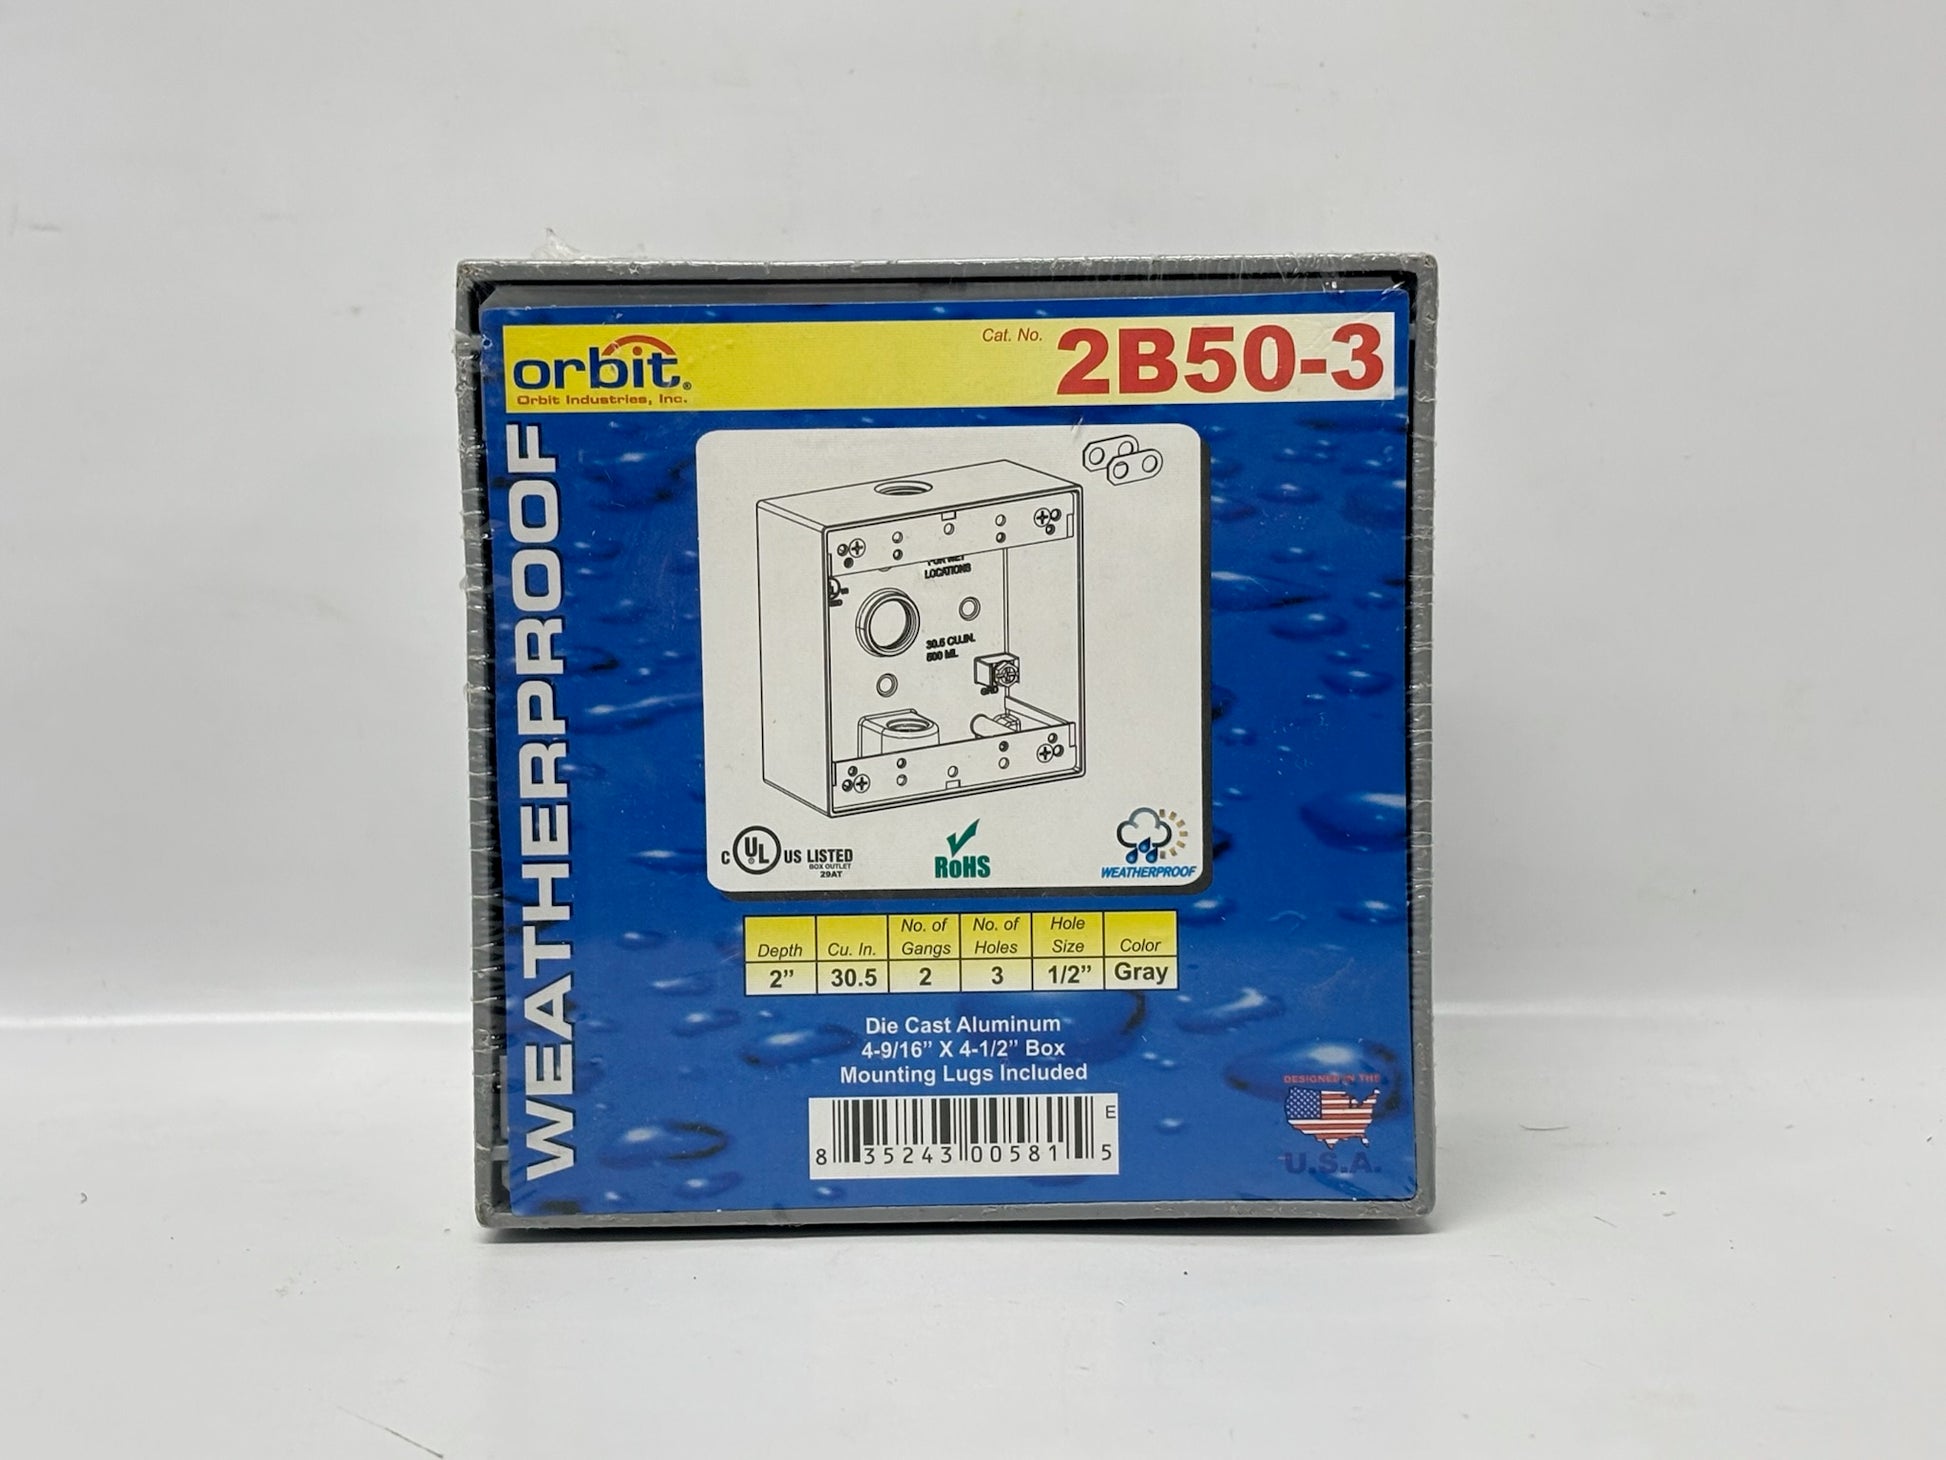 orbit®
Orbit Industries, Inc.
Cat. No. 2B50-3
WEATHERPROOF
LOCATIONS
30.5 CU.IN.
500 ML
GRD
C UL US LISTED
BOX OUTLET
29AT
RoHS
WEATHERPROOF
Depth Cu. In. No. of Gangs No. of Holes Hole Size Color
2” 30.5 2 3 1/2” Gray
Die Cast Aluminum
4-9/16” X 4-1/2” Box
Mounting Lugs Included
E
8 35243 00581 5
DESIGNED IN THE
U.S.A.